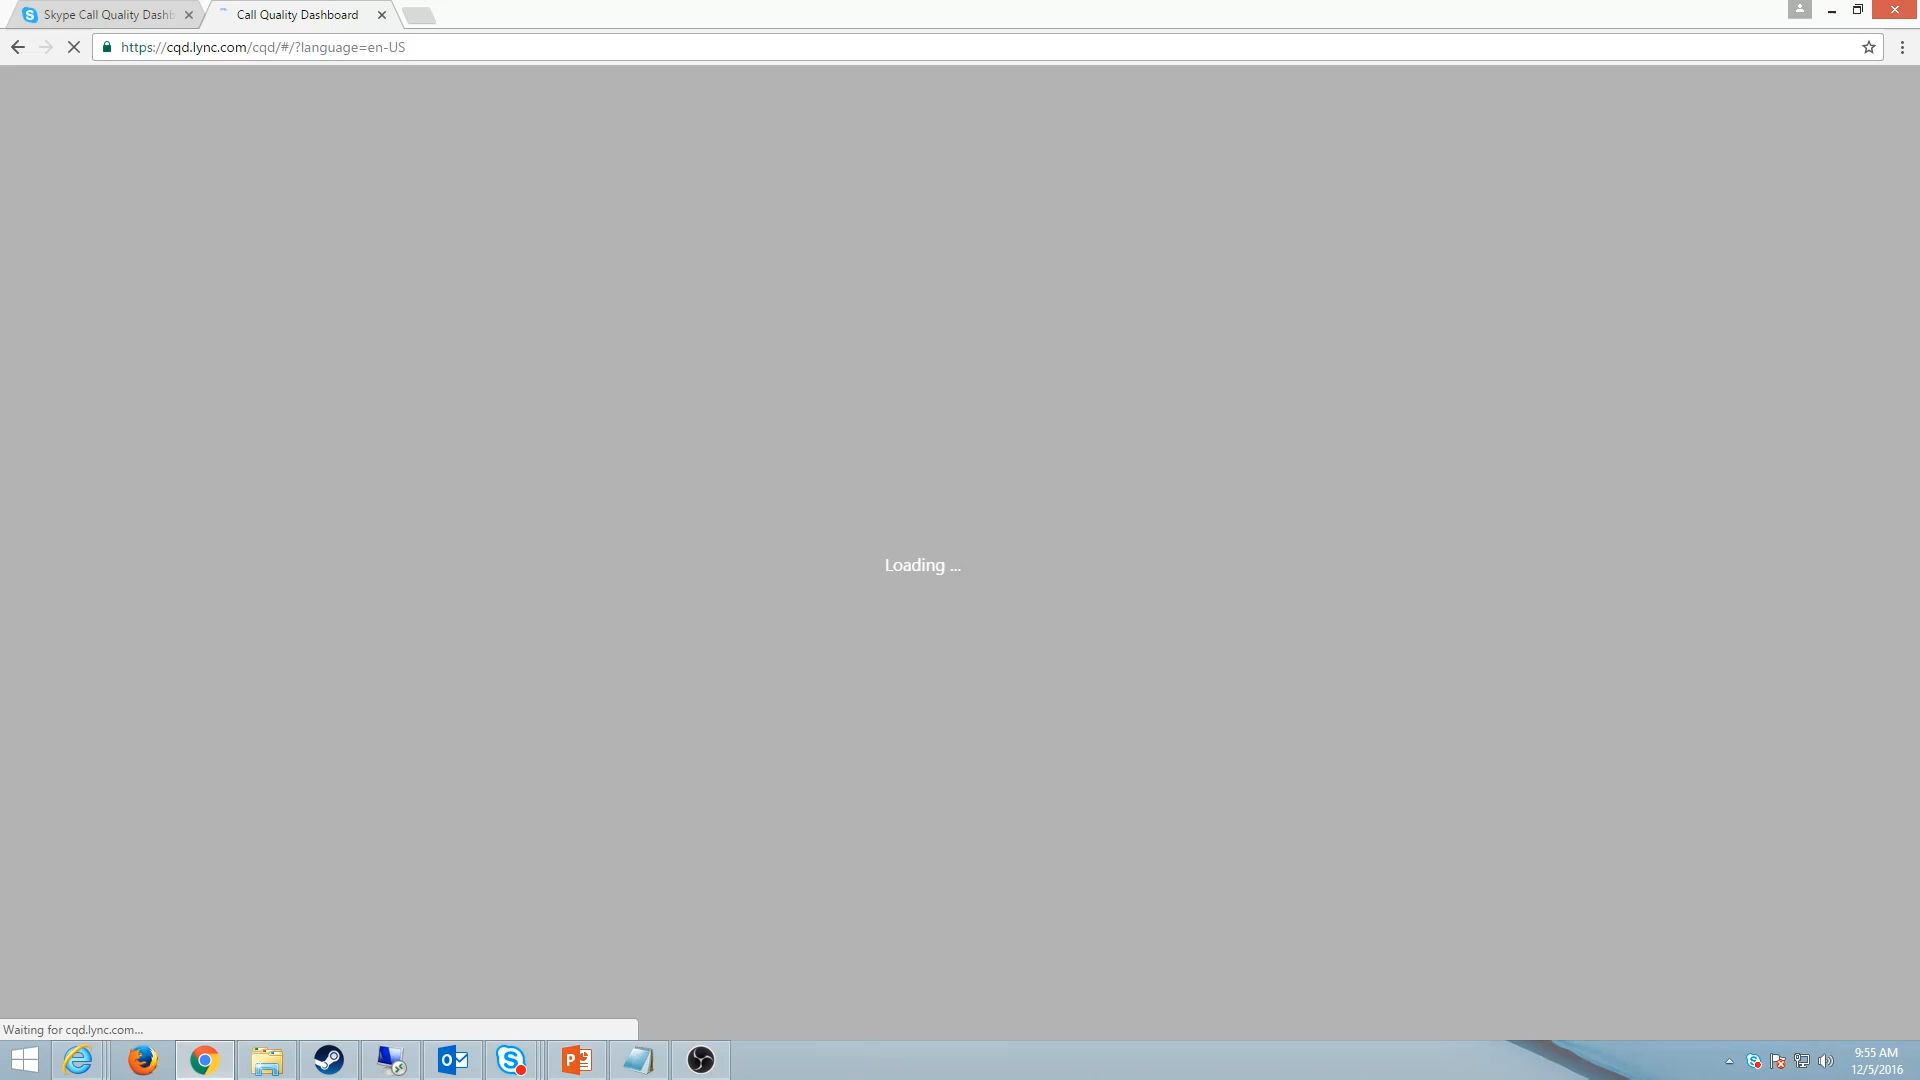 Skype Call Quality Dashb
Call Quality Dashboard
https://cqd.lync.com/cqd/#/?language=en-US
Loading ...
Waiting for cqd.lync.com...
9:55 AM
12/5/2016